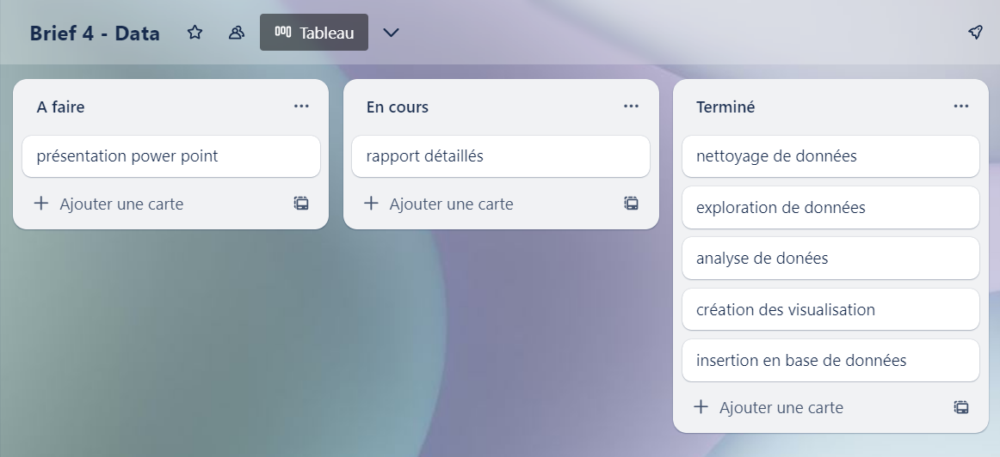 Brief 4 - Data
Tableau
A faire
présentation power point
Ajouter une carte
En cours
rapport détaillés
Ajouter une carte
Terminé
nettoyage de données
exploration de données
analyse de donées
création des visualisation
insertion en base de données
Ajouter une carte